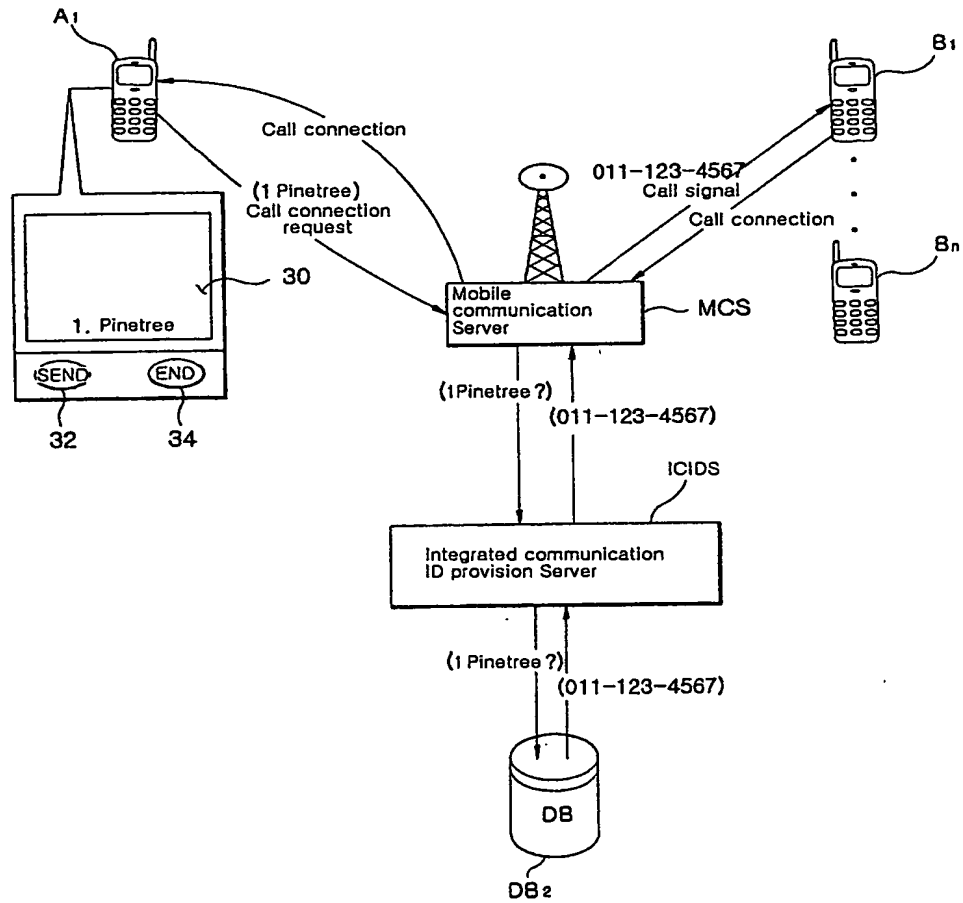 A1
B1
Call connection
(1 Pinetree)
Call connection
request
011-123-4567
Call signal
Call connection
Bn
30
1. Pinetree
Mobile
communication
Server
MCS
SEND
END
32
34
(1Pinetree?)
(011-123-4567)
ICIDS
Integrated communication
ID provision Server
(1 Pinetree?)
(011-123-4567)
DB
DB2